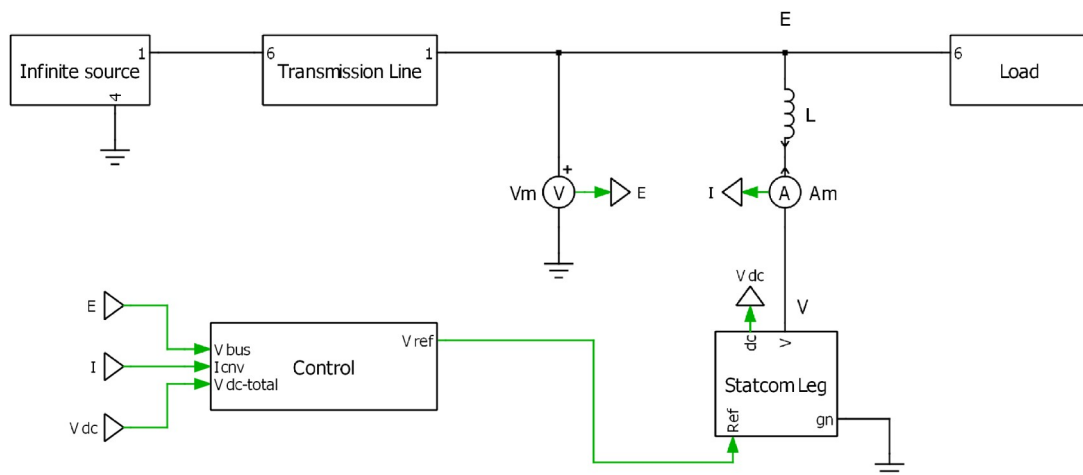 E
Infinite source
1
4
6
Transmission Line
1
6
Load
L
Vm
+
V
E
I
A
Am
V dc
V
dc
V
Statcom Leg
Ref
gn
E
I
V dc
V bus
I cnv
V dc-total
Control
V ref